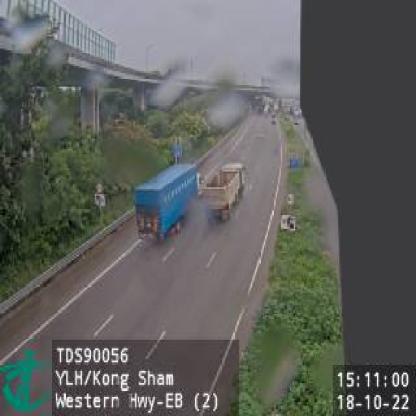 TDS90056
YLH/Kong Sham
Western Hwy-EB (2)
15:11:00
18-10-22